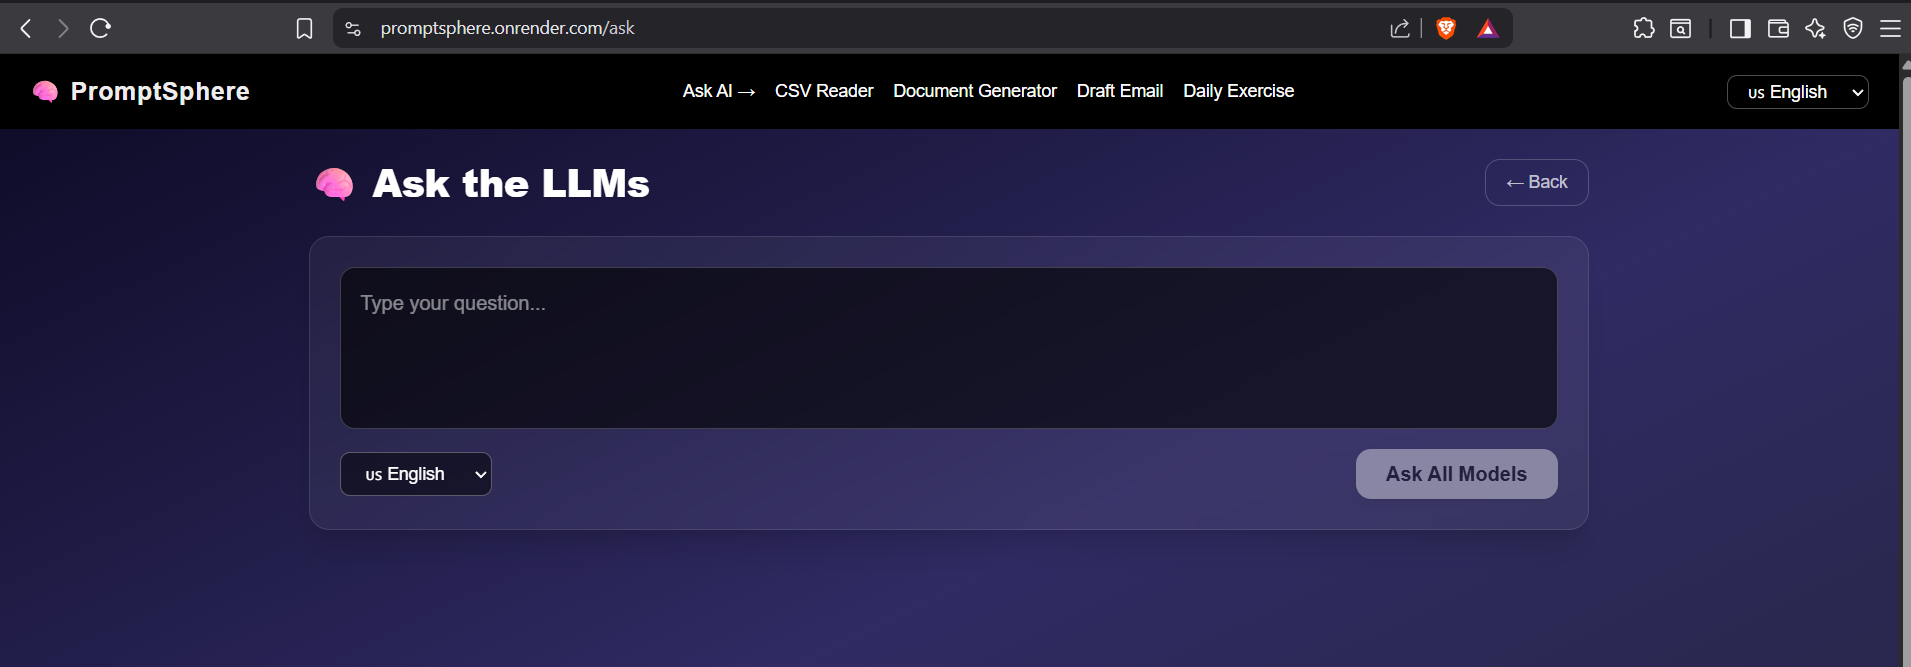 promptsphere.onrender.com/ask
PromptSphere
Ask AI → CSV Reader Document Generator Draft Email Daily Exercise
US English
Ask the LLMs
← Back
Type your question...
US English
Ask All Models